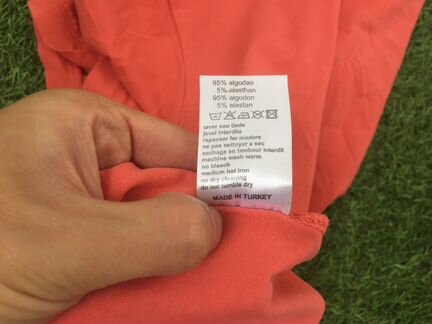 95% algodao
5% elasthan
95% algodon
5% elastan
laver eau tiede
javel interdite
repasser fer modere
ne pas nettoyer a sec
sechage en tambour interdit
machine wash warm
no bleach
medium hot iron
no dry cleaning
do not tumble dry
MADE IN TURKEY